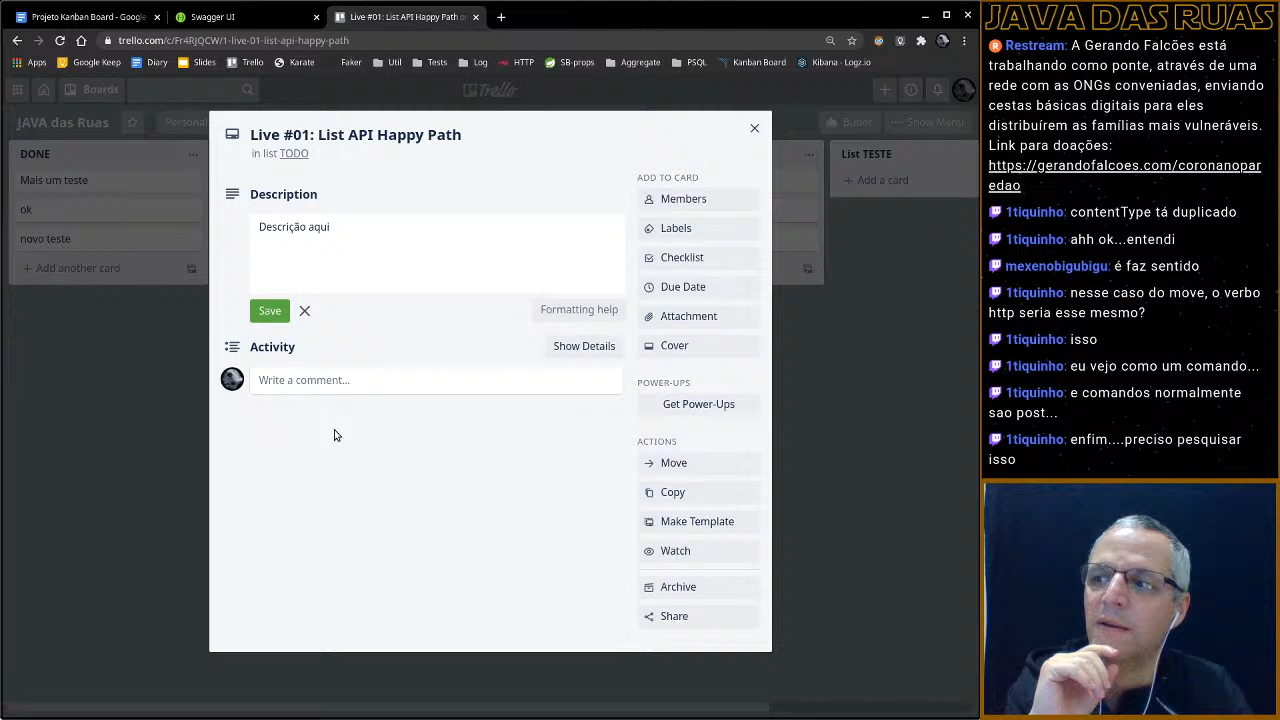 Projeto Kanban Board - Google
Swagger UI
Live #01: List API Happy Path o
trello.com/c/Fr4RJQCW/1-live-01-list-api-happy-path
Apps
Google Keep
Diary
Slides
Trello
Karate
Faker
Util
Tests
Log
HTTP
SB-props
Aggregate
PSQL
Kanban Board
Kibana - Logz.io
Boards
Trello
JAVA das Ruas
Personal
Butler
Show Menu
DONE
Mais um teste
ok
novo teste
+ Add another card
List TESTE
+ Add a card
Live #01: List API Happy Path
in list TODO
Description
Descrição aqui
Save
Formatting help
Activity
Show Details
Write a comment...
ADD TO CARD
Members
Labels
Checklist
Due Date
Attachment
Cover
POWER-UPS
Get Power-Ups
ACTIONS
Move
Copy
Make Template
Watch
Archive
Share
JAVA DAS RUAS
Restream: A Gerando Falcões está
trabalhando como ponte, através de uma
rede com as ONGs conveniadas, enviando
cestas básicas digitais para eles
distribuírem as famílias mais vulneráveis.
Link para doações:
https://gerandofalcoes.com/coronanopar
edao
1tiquinho: contentType tá duplicado
1tiquinho: ahh ok...entendi
mexenobigubigu: é faz sentido
1tiquinho: nesse caso do move, o verbo
http seria esse mesmo?
1tiquinho: isso
1tiquinho: eu vejo como um comando...
1tiquinho: e comandos normalmente
sao post...
1tiquinho: enfim....preciso pesquisar
isso